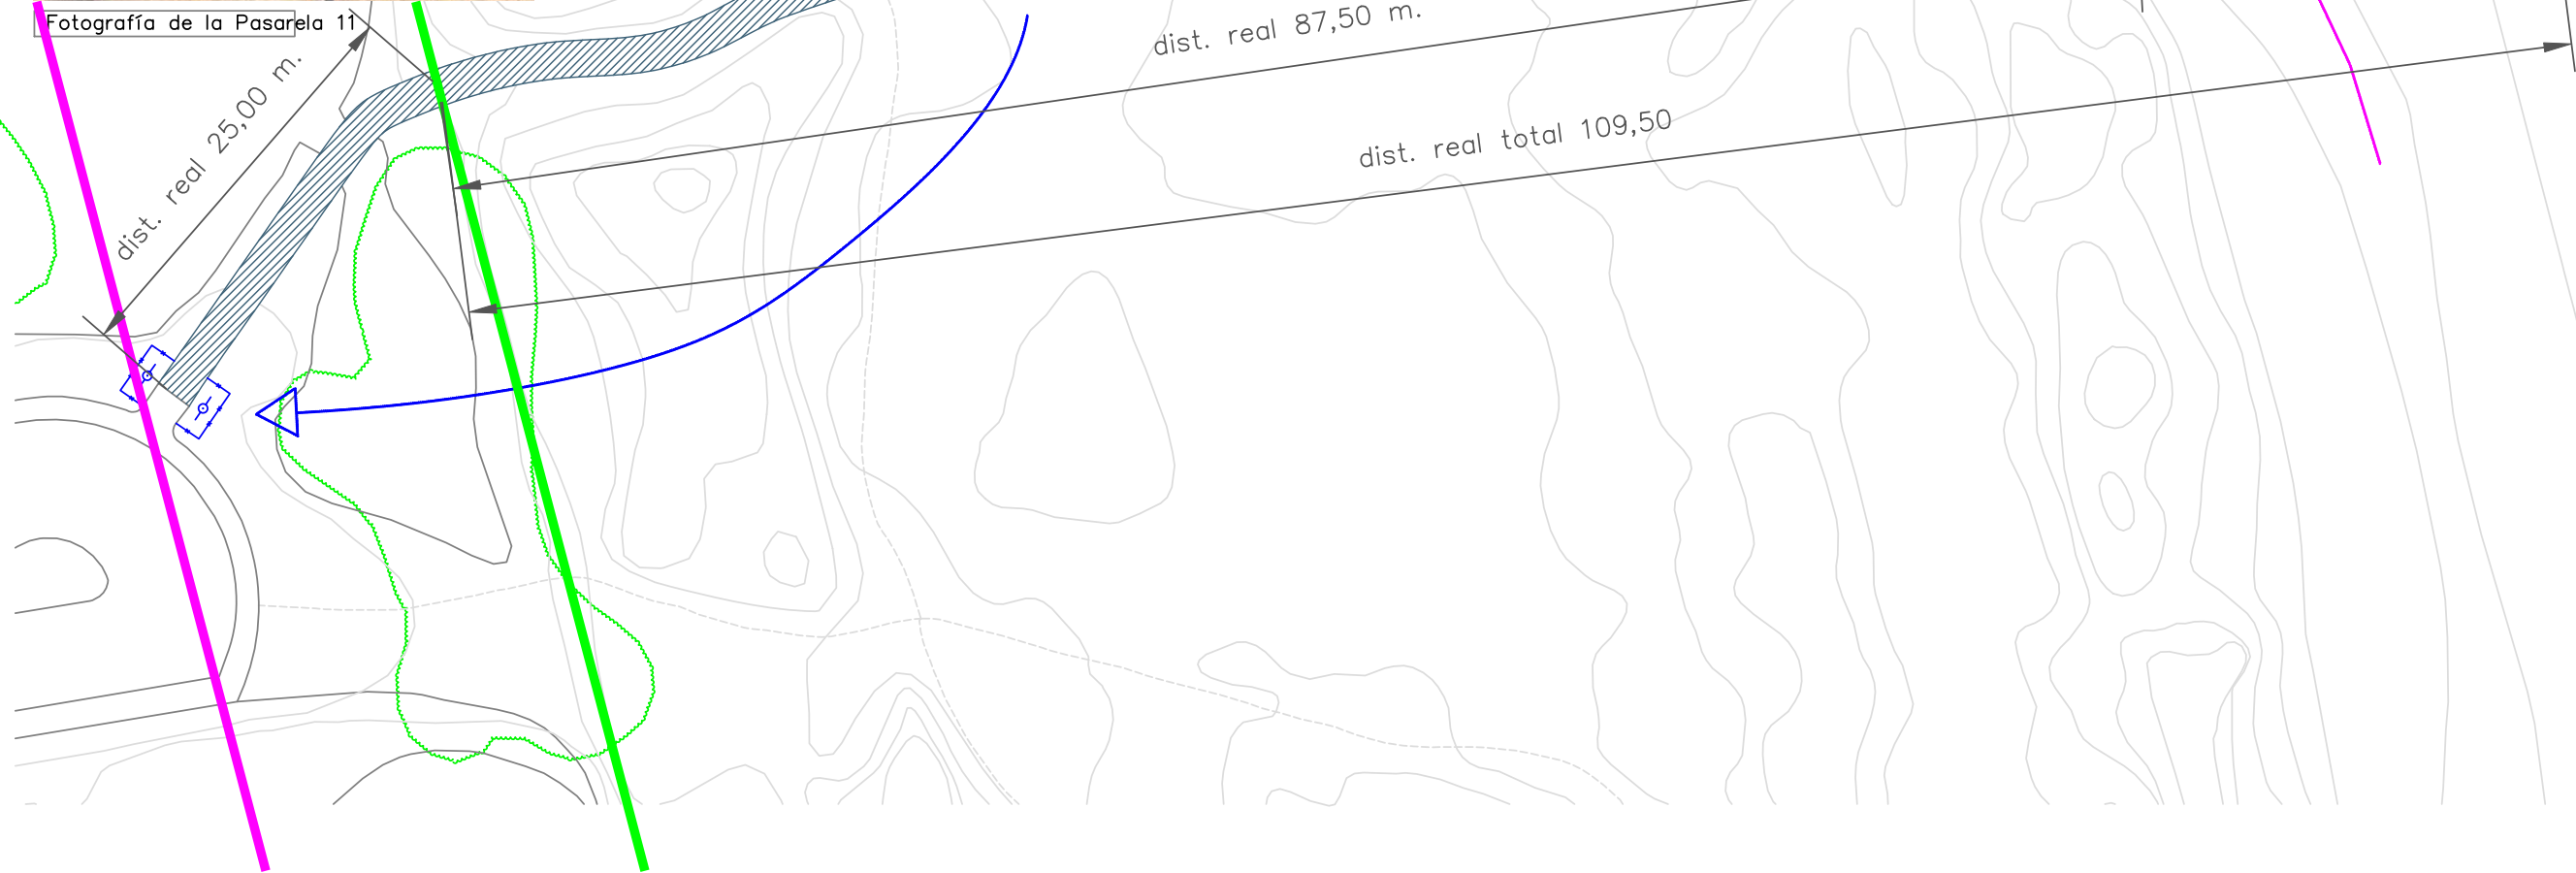 Fotografía de la Pasarela 11
dist. real 25,00 m.
dist. real 87,50 m.
dist. real total 109,50